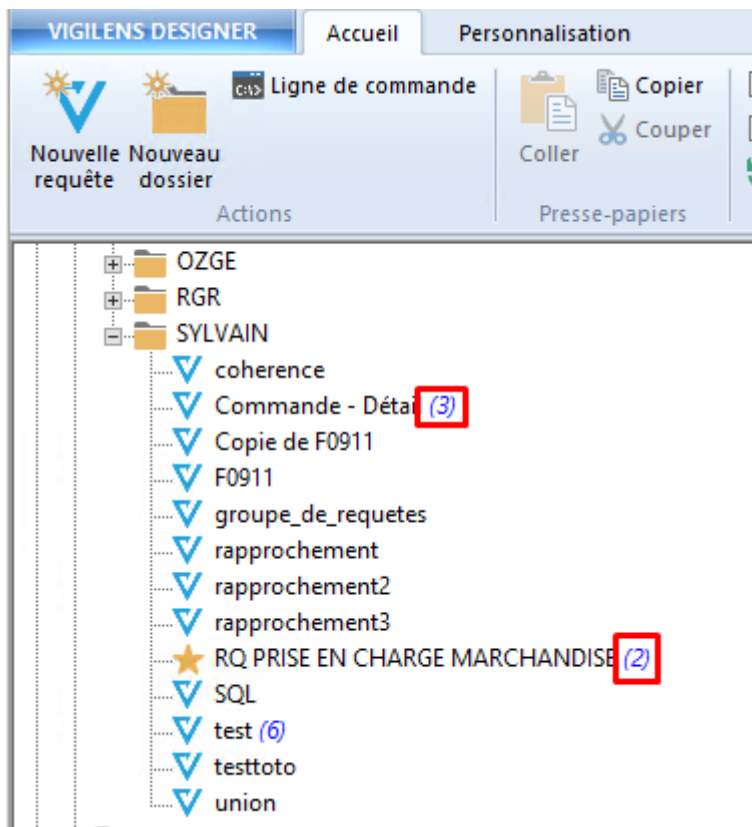 VIGILENS DESIGNER Accueil Personnalisation
Nouvelle requête
Nouveau dossier
C:\> Ligne de commande
Actions
Coller
Copier
Couper
Presse-papiers
OZGE
RGR
SYLVAIN
coherence
Commande - Détail (3)
Copie de F0911
F0911
groupe_de_requetes
rapprochement
rapprochement2
rapprochement3
RQ PRISE EN CHARGE MARCHANDISE (2)
SQL
test (6)
testtoto
union